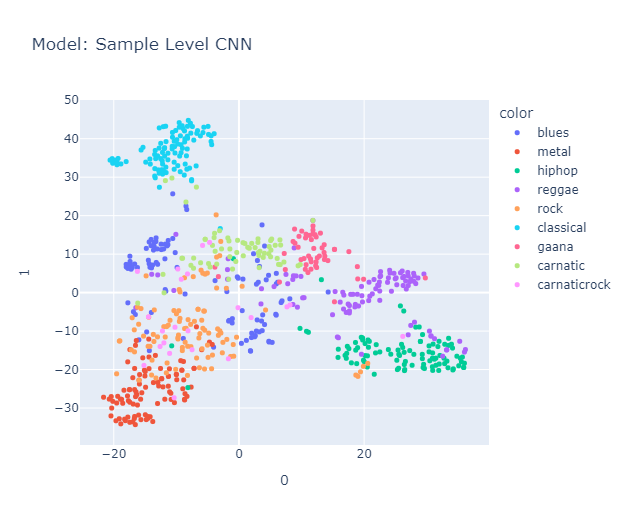 Model: Sample Level CNN
color
blues
metal
hiphop
reggae
rock
classical
gaana
carnatic
carnaticrock
50
40
30
20
10
0
−10
−20
−30
1
−20
0
20
0